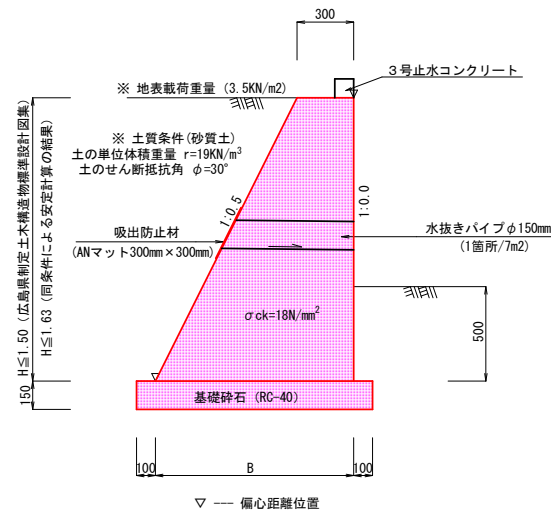 300
3号止水コンクリート
※ 地表載荷重量 (3.5KN/m2)
※ 土質条件(砂質土)
土の単位体積重量 r=19KN/m³
土のせん断抵抗角 φ=30°
1:0.5
1:0.0
吸出防止材
(ANマット300mm×300mm)
水抜きパイプφ150mm
(1箇所/7m2)
σck=18N/mm²
500
H≦1.50 (広島県制定土木構造物標準設計図集)
H≦1.63 (同条件による安定計算の結果)
150
基礎砕石 (RC-40)
100
B
100
▽ --- 偏心距離位置